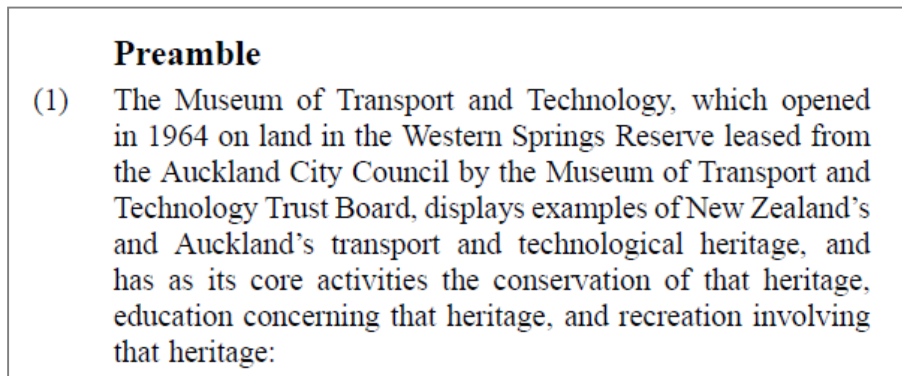 Preamble
(1) The Museum of Transport and Technology, which opened
in 1964 on land in the Western Springs Reserve leased from
the Auckland City Council by the Museum of Transport and
Technology Trust Board, displays examples of New Zealand’s
and Auckland’s transport and technological heritage, and
has as its core activities the conservation of that heritage,
education concerning that heritage, and recreation involving
that heritage: